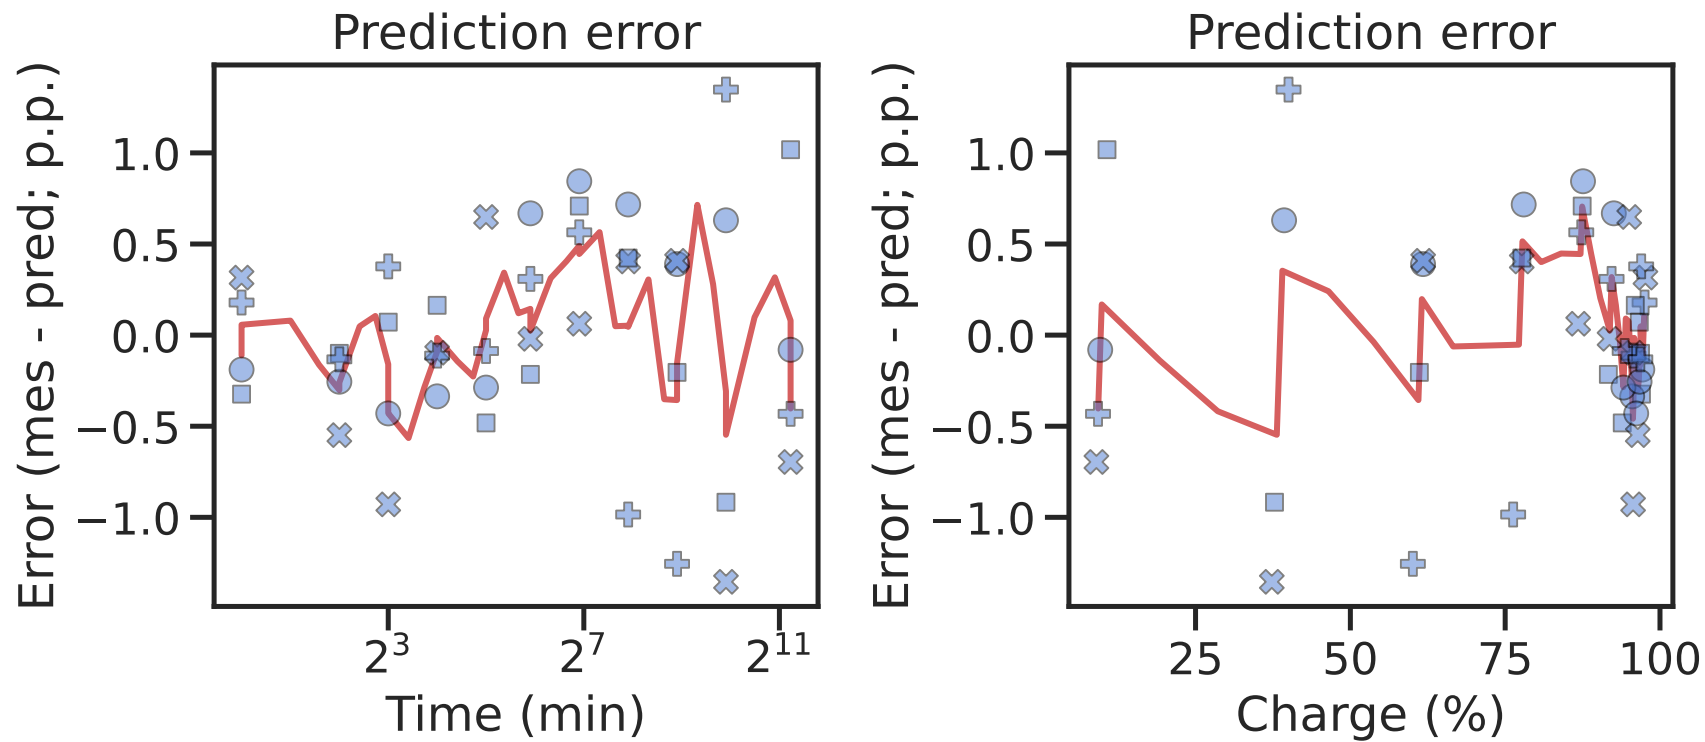 Prediction error
Error (mes - pred; p.p.)
1.0
0.5
0.0
−0.5
−1.0
2³
2⁷
2¹¹
Time (min)
Prediction error
Error (mes - pred; p.p.)
1.0
0.5
0.0
−0.5
−1.0
25
50
75
100
Charge (%)